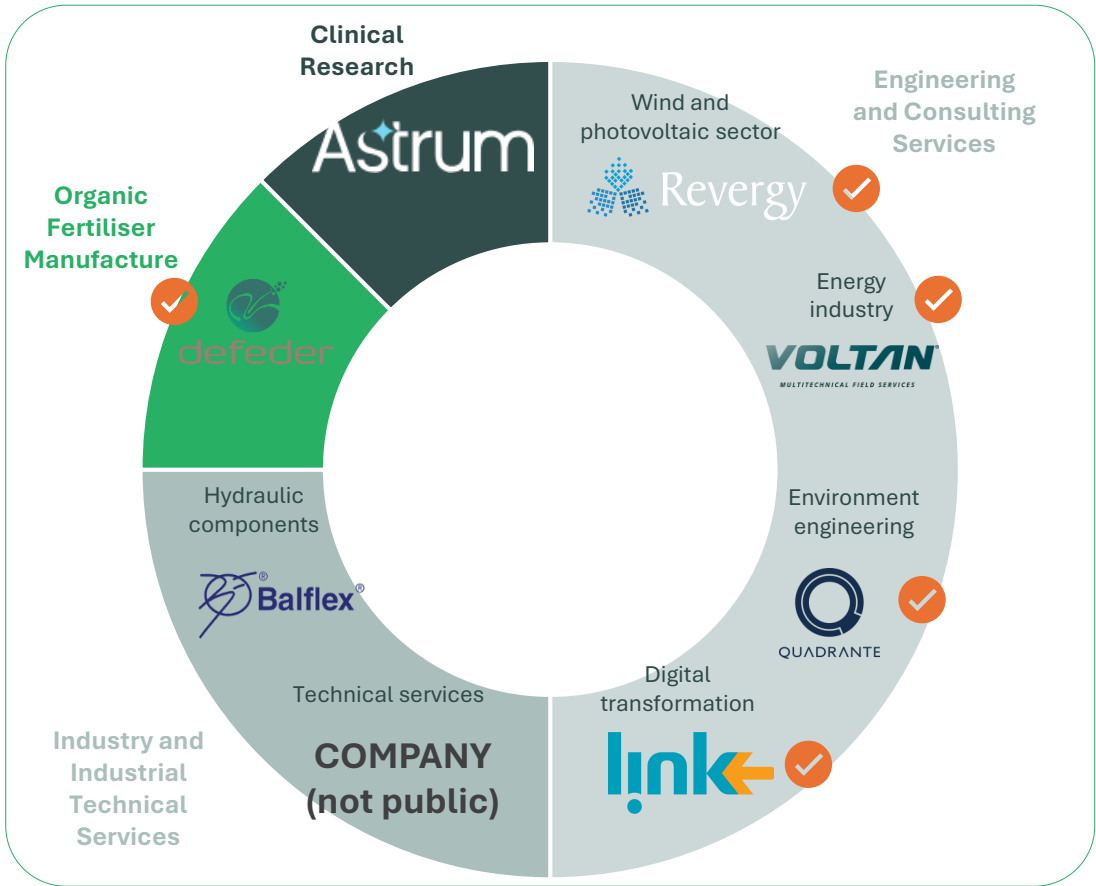 Clinical
Research
Astrum
Wind and
photovoltaic sector
Revergy
Engineering
and Consulting
Services
Organic
Fertiliser
Manufacture
defeder
Energy
industry
VOLTAN
MULTITECHNICAL FIELD SERVICES
Hydraulic
components
® Balflex®
Environment
engineering
QUADRANTE
Technical services
COMPANY
(not public)
Digital
transformation
link
Industry and
Industrial
Technical
Services